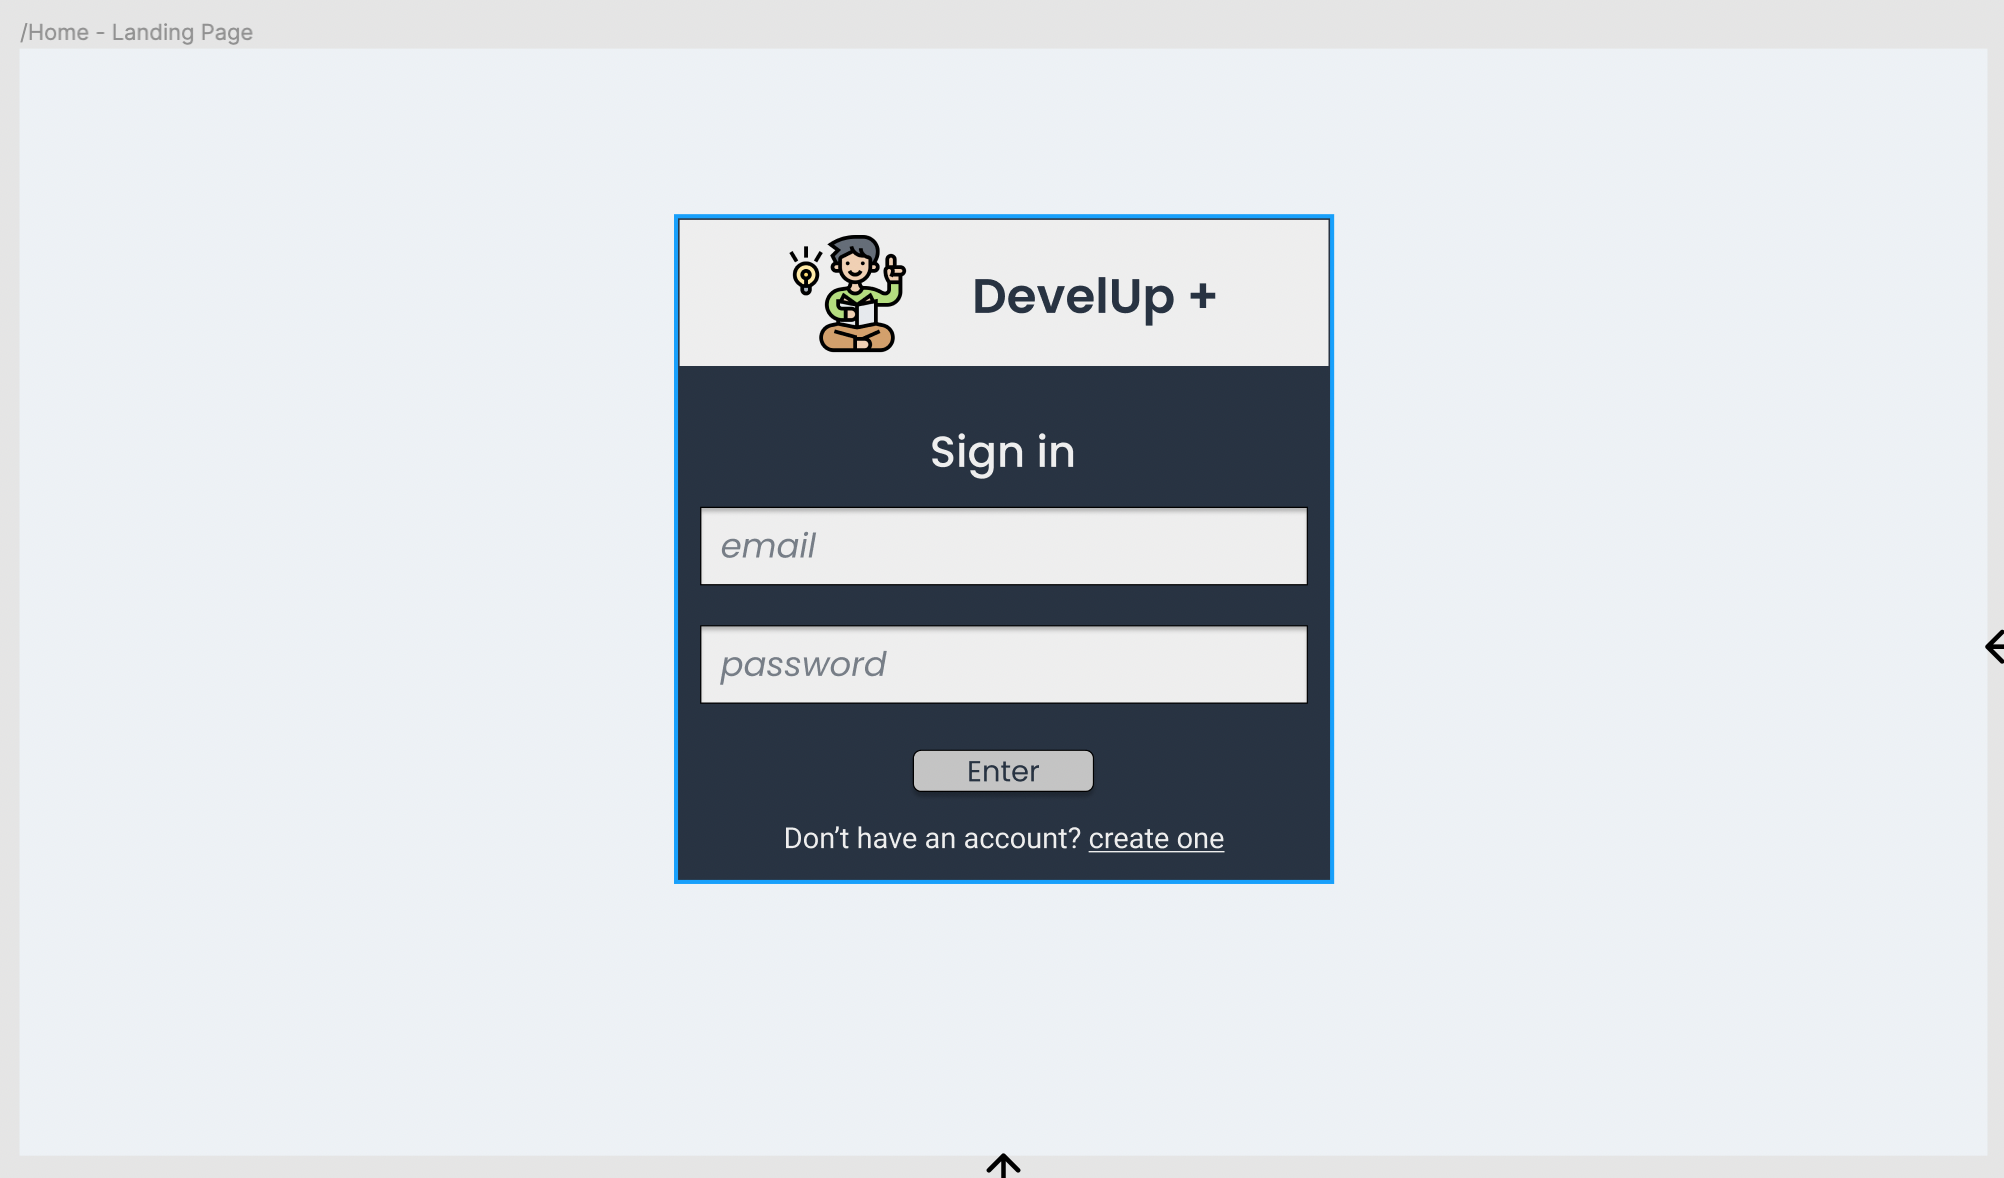 /Home - Landing Page
DevelUp +
Sign in
email
password
Enter
Don’t have an account? create one